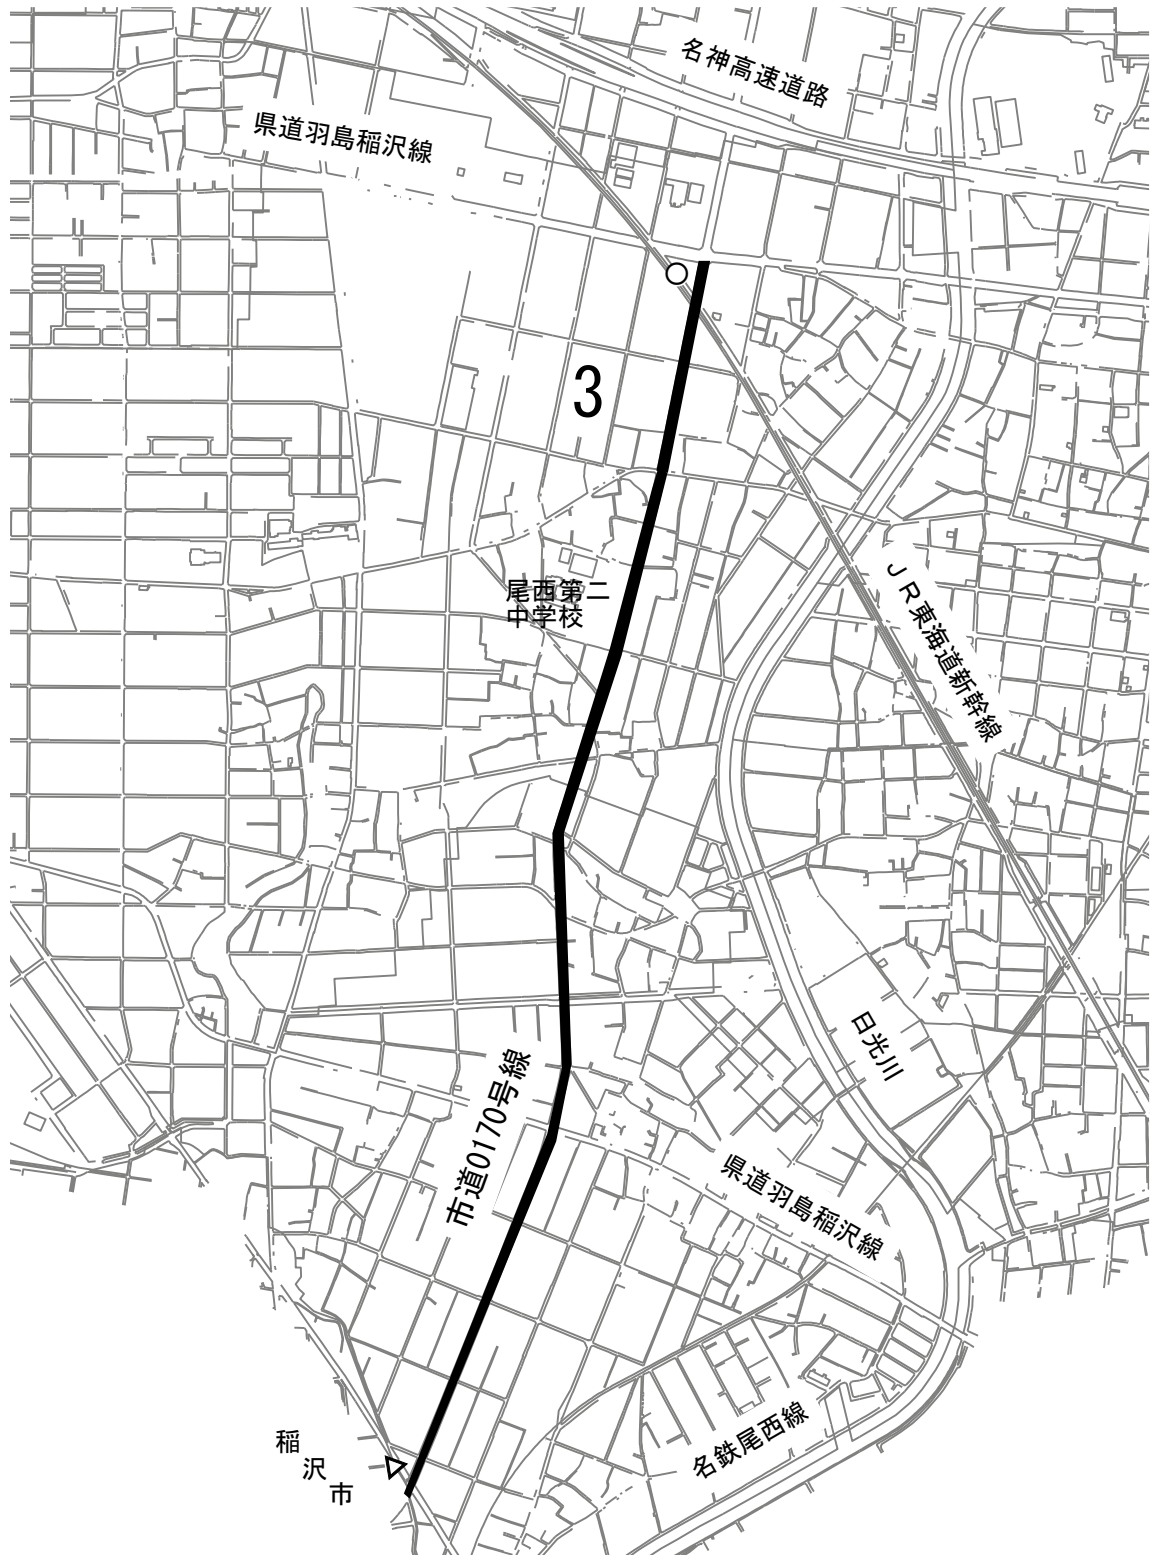 名神高速道路
県道羽島稲沢線
3
尾西第二
中学校
JR東海道新幹線
日光川
市道0170号線
県道羽島稲沢線
名鉄尾西線
稲沢市